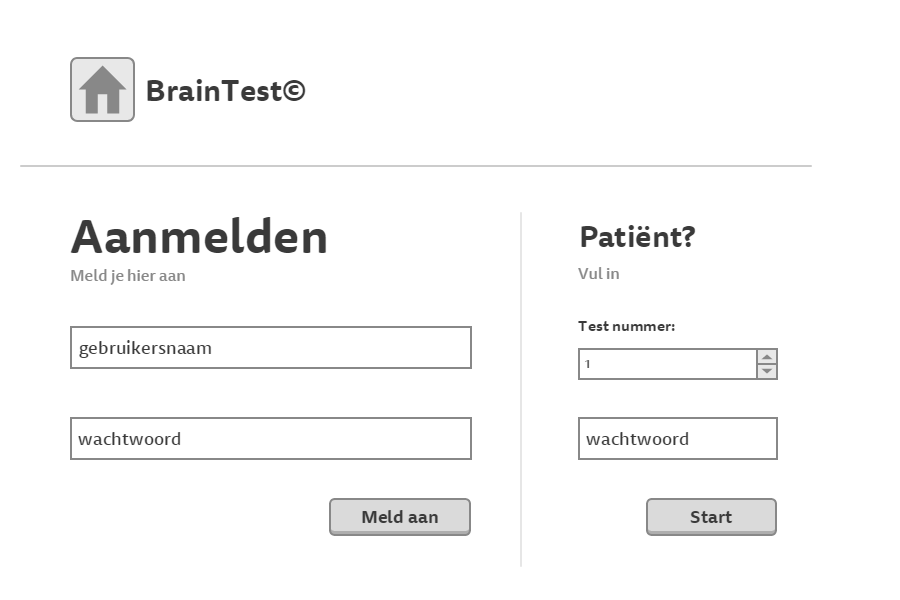 BrainTest©
Aanmelden
Meld je hier aan
gebruikersnaam
wachtwoord
Meld aan
Patiënt?
Vul in
Test nummer:
1
wachtwoord
Start